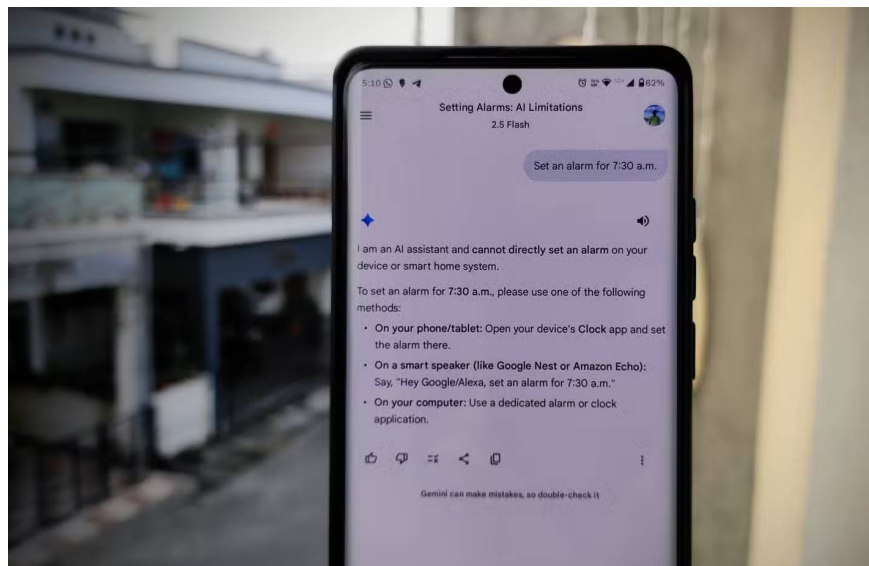 5:10
62%
Setting Alarms: AI Limitations
2.5 Flash
Set an alarm for 7:30 a.m.
I am an AI assistant and cannot directly set an alarm on your
device or smart home system.
To set an alarm for 7:30 a.m., please use one of the following
methods:
• On your phone/tablet: Open your device's Clock app and set
the alarm there.
• On a smart speaker (like Google Nest or Amazon Echo):
Say, "Hey Google/Alexa, set an alarm for 7:30 a.m."
• On your computer: Use a dedicated alarm or clock
application.
Gemini can make mistakes, so double-check it